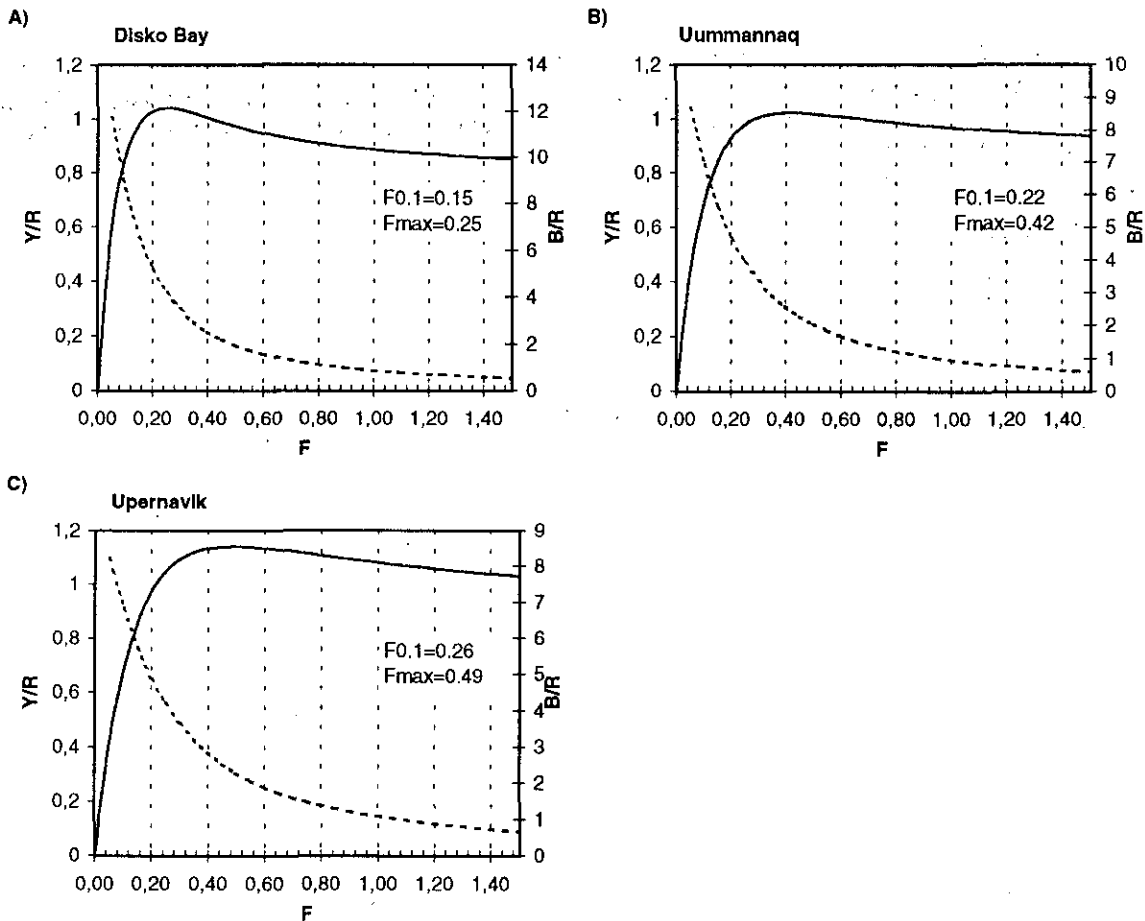 A)
Disko Bay
1,2
1
0,8
0,6
0,4
0,2
0
Y/R
14
12
10
8
6
4
2
0
B/R
F0.1=0.15
Fmax=0.25
0,00 0,20 0,40 0,60 0,80 1,00 1,20 1,40
F
B)
Uummannaq
1,2
1
0,8
0,6
0,4
0,2
0
Y/R
10
9
8
7
6
5
4
3
2
1
0
B/R
F0.1=0.22
Fmax=0.42
0,00 0,20 0,40 0,60 0,80 1,00 1,20 1,40
F
C)
Upernavik
1,2
1
0,8
0,6
0,4
0,2
0
Y/R
9
8
7
6
5
4
3
2
1
0
B/R
F0.1=0.26
Fmax=0.49
0,00 0,20 0,40 0,60 0,80 1,00 1,20 1,40
F